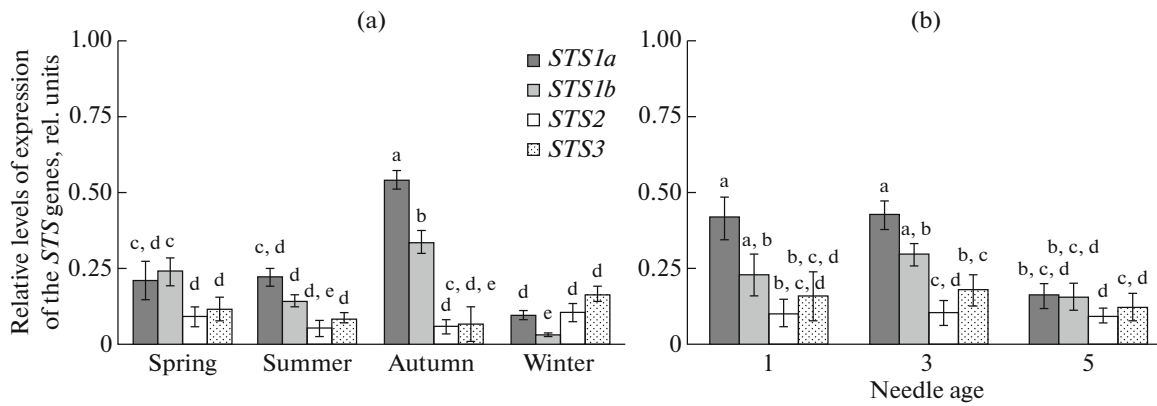 (a)
(b)
Relative levels of expression
of the STS genes, rel. units
1.00
0.75
0.50
0.25
0
STS1a
STS1b
STS2
STS3
c, d
c
d
d
c, d
d
d, e
d
a
b
d
c, d, e
d
e
d
d
Spring
Summer
Autumn
Winter
1.00
0.75
0.50
0.25
0
a
a, b
b, c, d
b, c, d
a
a, b
c, d
b, c
b, c, d
b, c, d
d
c, d
1
3
5
Needle age